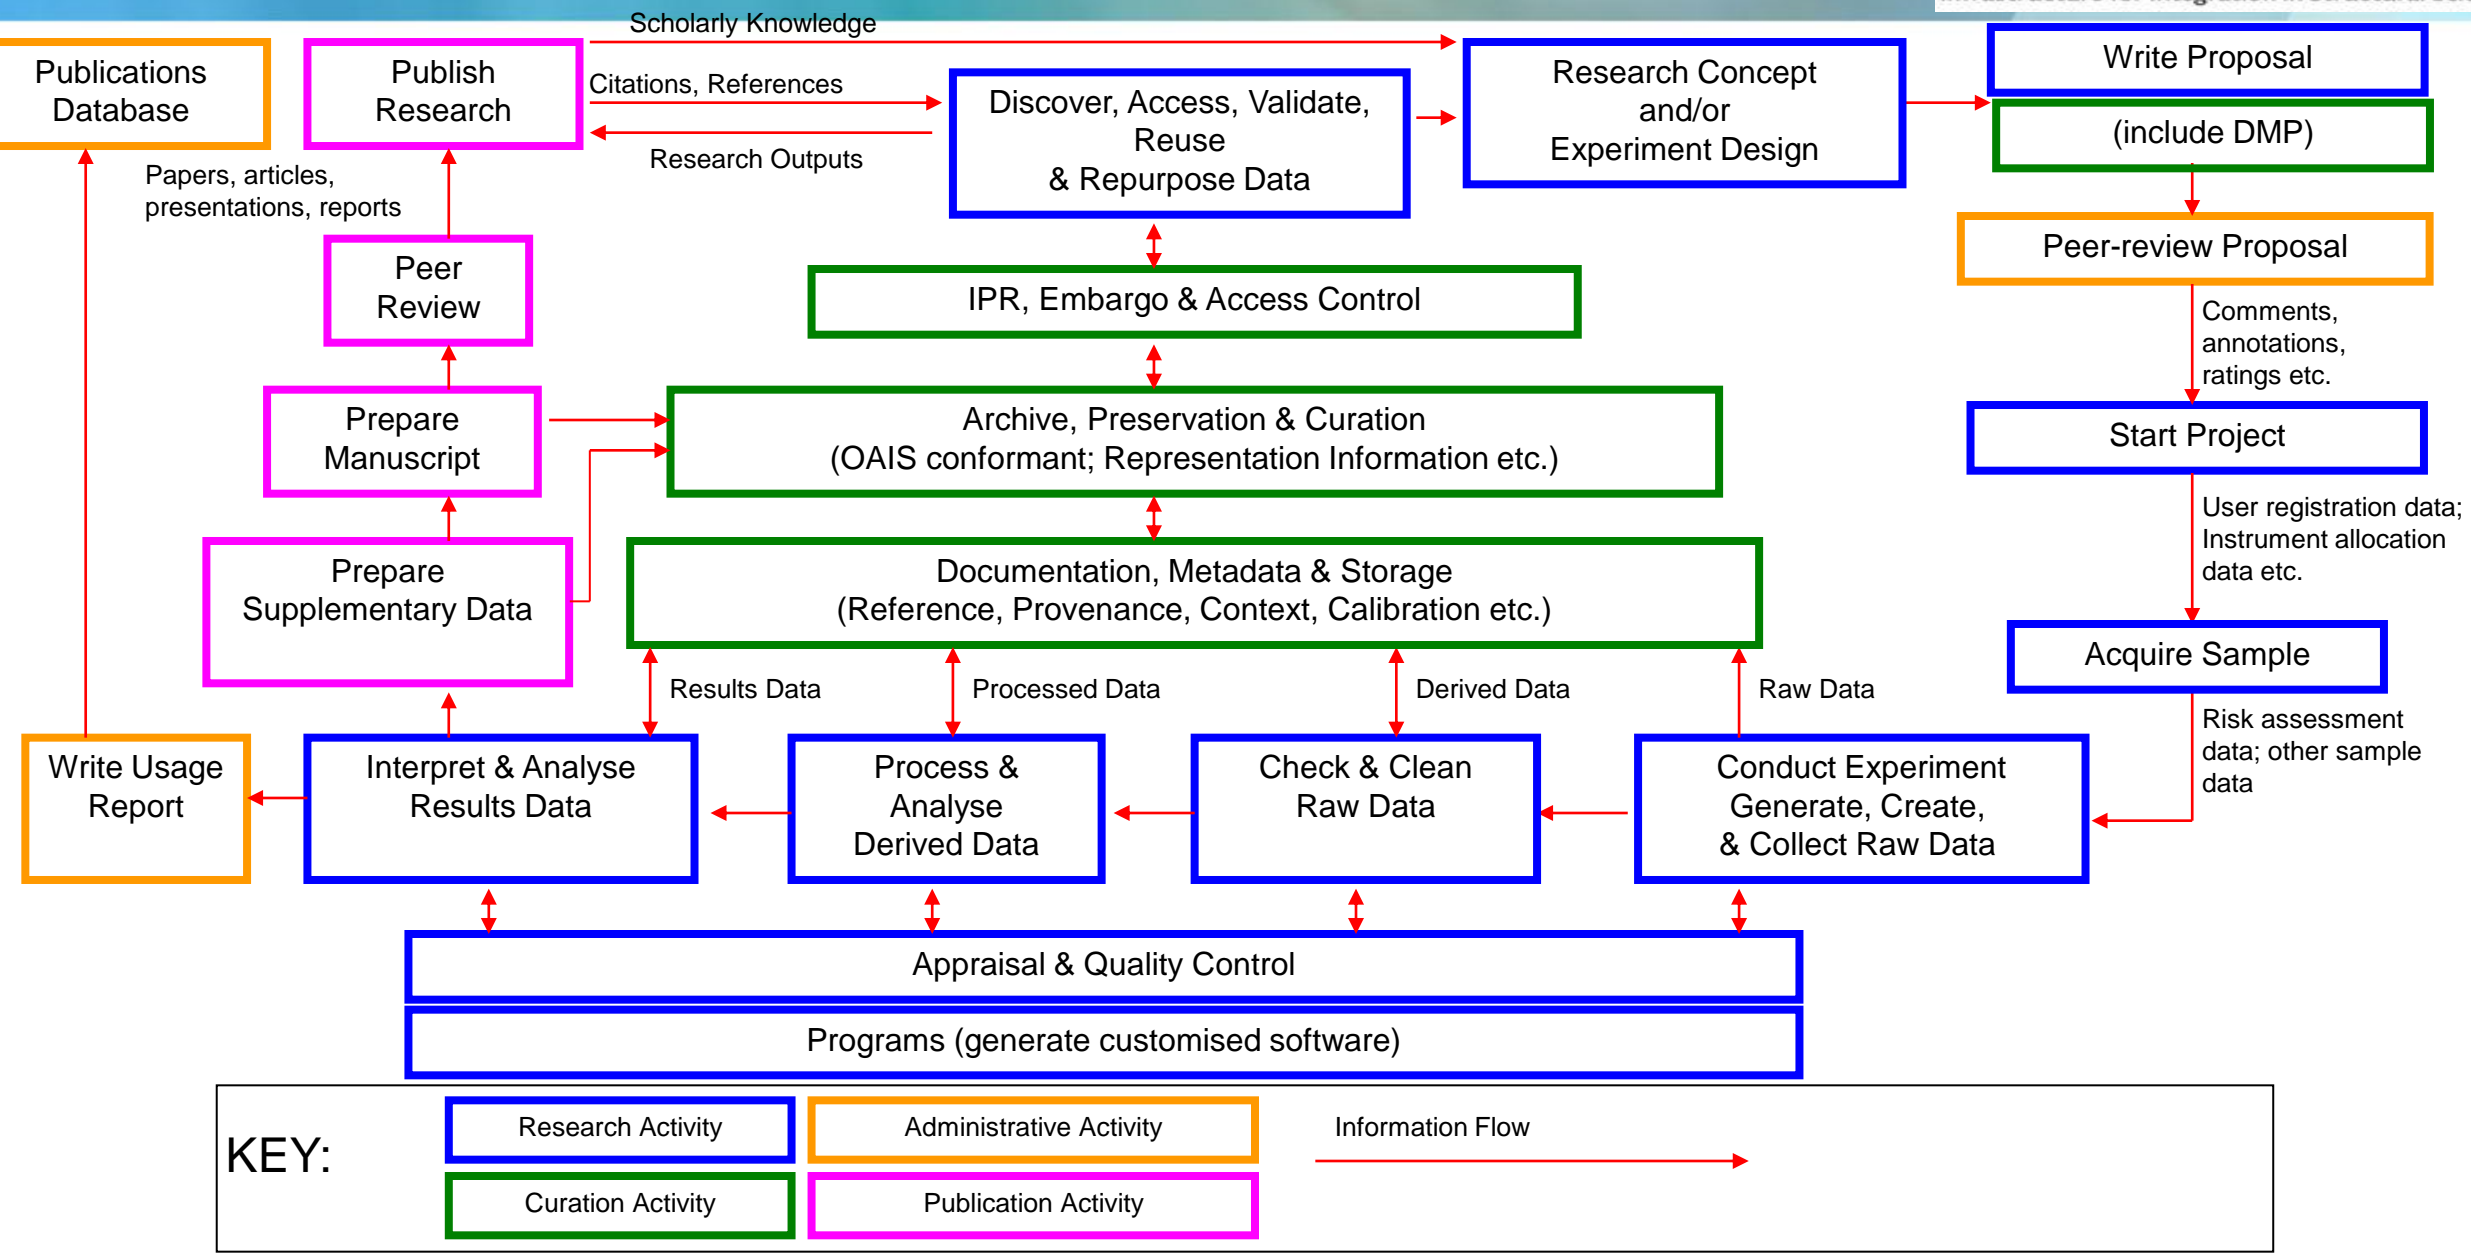 Scholarly Knowledge
Publications
Database
Publish
Research
Citations, References
Research Outputs
Discover, Access, Validate,
Reuse
& Repurpose Data
Research Concept
and/or
Experiment Design
Write Proposal
(include DMP)
Papers, articles,
presentations, reports
Peer
Review
IPR, Embargo & Access Control
Peer-review Proposal
Comments,
annotations,
ratings etc.
Prepare
Manuscript
Archive, Preservation & Curation
(OAIS conformant; Representation Information etc.)
Start Project
User registration data;
Instrument allocation
data etc.
Prepare
Supplementary Data
Documentation, Metadata & Storage
(Reference, Provenance, Context, Calibration etc.)
Acquire Sample
Results Data
Processed Data
Derived Data
Raw Data
Risk assessment
data; other sample
data
Write Usage
Report
Interpret & Analyse
Results Data
Process &
Analyse
Derived Data
Check & Clean
Raw Data
Conduct Experiment
Generate, Create,
& Collect Raw Data
Appraisal & Quality Control
Programs (generate customised software)
KEY:
Research Activity
Administrative Activity
Information Flow
Curation Activity
Publication Activity